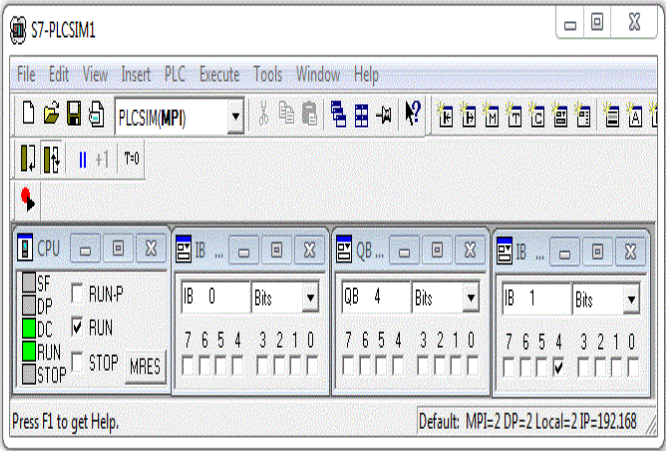 S7-PLCSIM1
File Edit View Insert PLC Execute Tools Window Help
PLCSIM(MPI)
+1 T=0
CPU
SF
DP
DC
RUN
STOP
RUN-P
RUN
STOP
MRES
IB ...
IB 0 Bits
7 6 5 4 3 2 1 0
QB ...
QB 4 Bits
7 6 5 4 3 2 1 0
IB ...
IB 1 Bits
7 6 5 4 3 2 1 0
Press F1 to get Help.
Default: MPI=2 DP=2 Local=2 IP=192.168